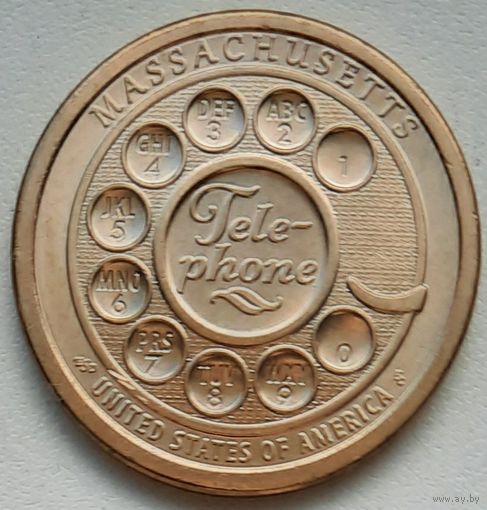 MASSACHUSETTS
ABC
2
DEF
3
1
GHI
4
JKL
5
Tele-
phone
MNO
6
PRS
7
TUV
8
9
0
UNITED STATES OF AMERICA
www.ay.by